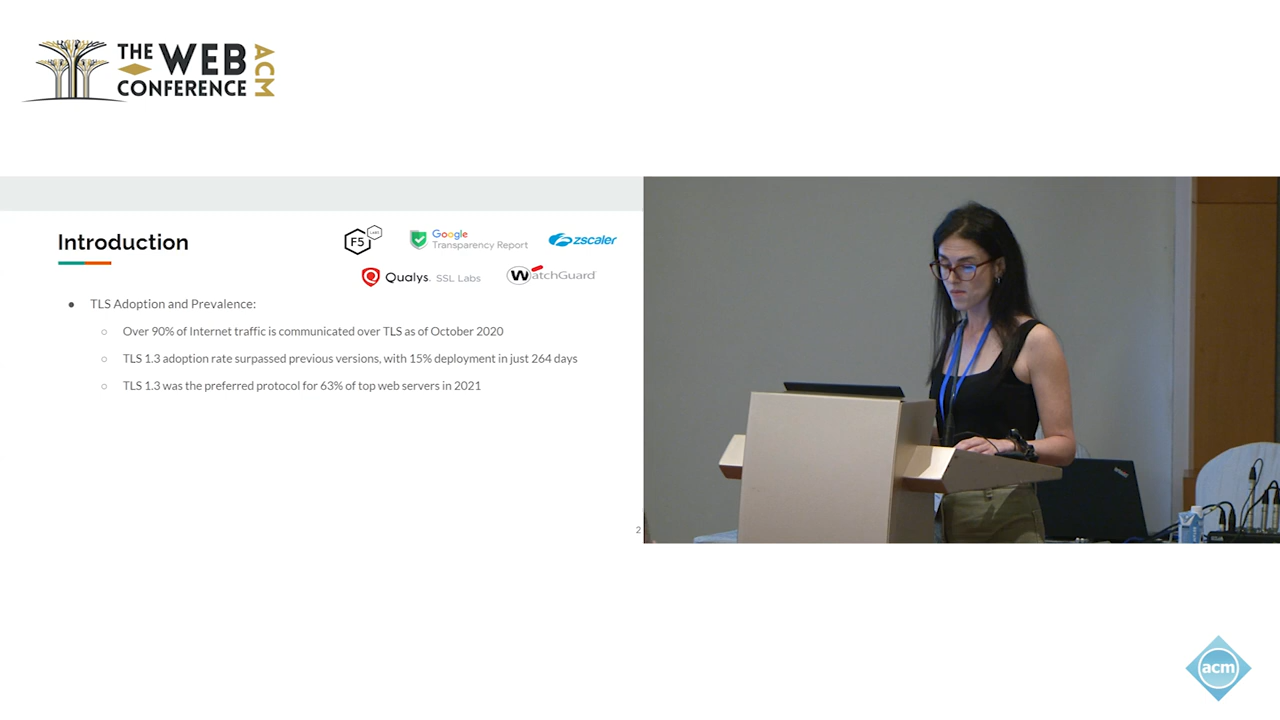 THE WEB
CONFERENCE
ACM
Introduction
F5
LABS
Google
Transparency Report
zscaler
Qualys. SSL Labs
WatchGuard
● TLS Adoption and Prevalence:
○ Over 90% of Internet traffic is communicated over TLS as of October 2020
○ TLS 1.3 adoption rate surpassed previous versions, with 15% deployment in just 264 days
○ TLS 1.3 was the preferred protocol for 63% of top web servers in 2021
2
acm